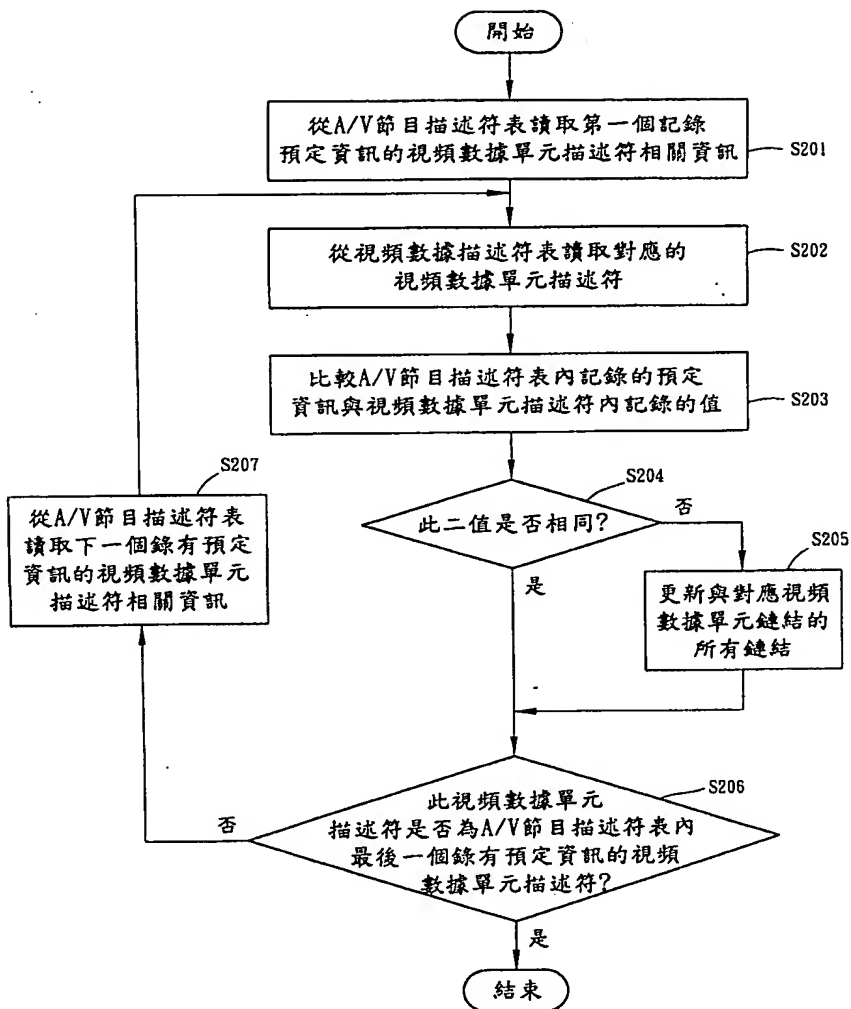 開始
從A/V節目描述符表讀取第一個記錄
預定資訊的視頻數據單元描述符相關資訊
S201
從視頻數據描述符表讀取對應的
視頻數據單元描述符
S202
比較A/V節目描述符表內記錄的預定
資訊與視頻數據單元描述符內記錄的值
S203
S204
此二值是否相同?
否
是
S205
更新與對應視頻
數據單元鏈結的
所有鏈結
S207
從A/V節目描述符表
讀取下一個錄有預定
資訊的視頻數據單元
描述符相關資訊
S206
此視頻數據單元
描述符是否為A/V節目描述符表內
最後一個錄有預定資訊的視頻
數據單元描述符?
否
是
結束